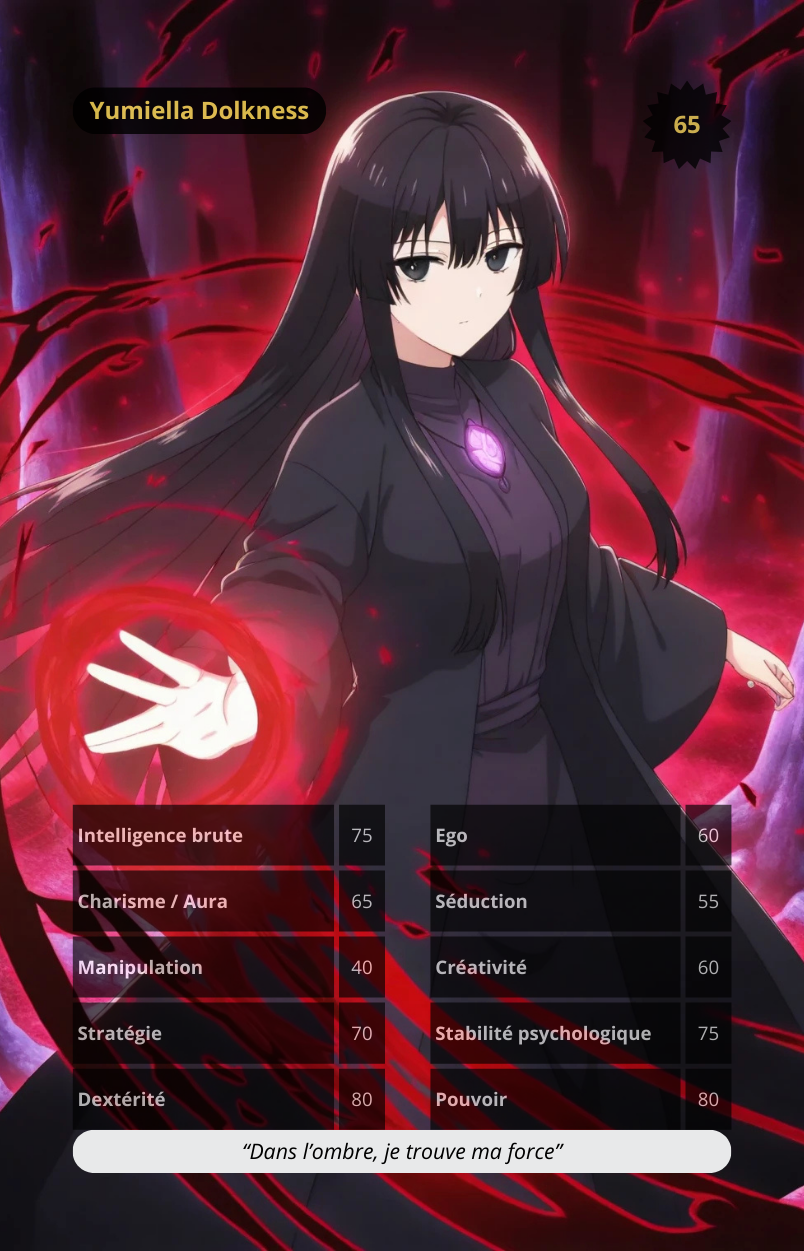 Yumiella Dolkness
65
Intelligence brute 75
Ego 60
Charisme / Aura 65
Séduction 55
Manipulation 40
Créativité 60
Stratégie 70
Stabilité psychologique 75
Dextérité 80
Pouvoir 80
“Dans l’ombre, je trouve ma force”